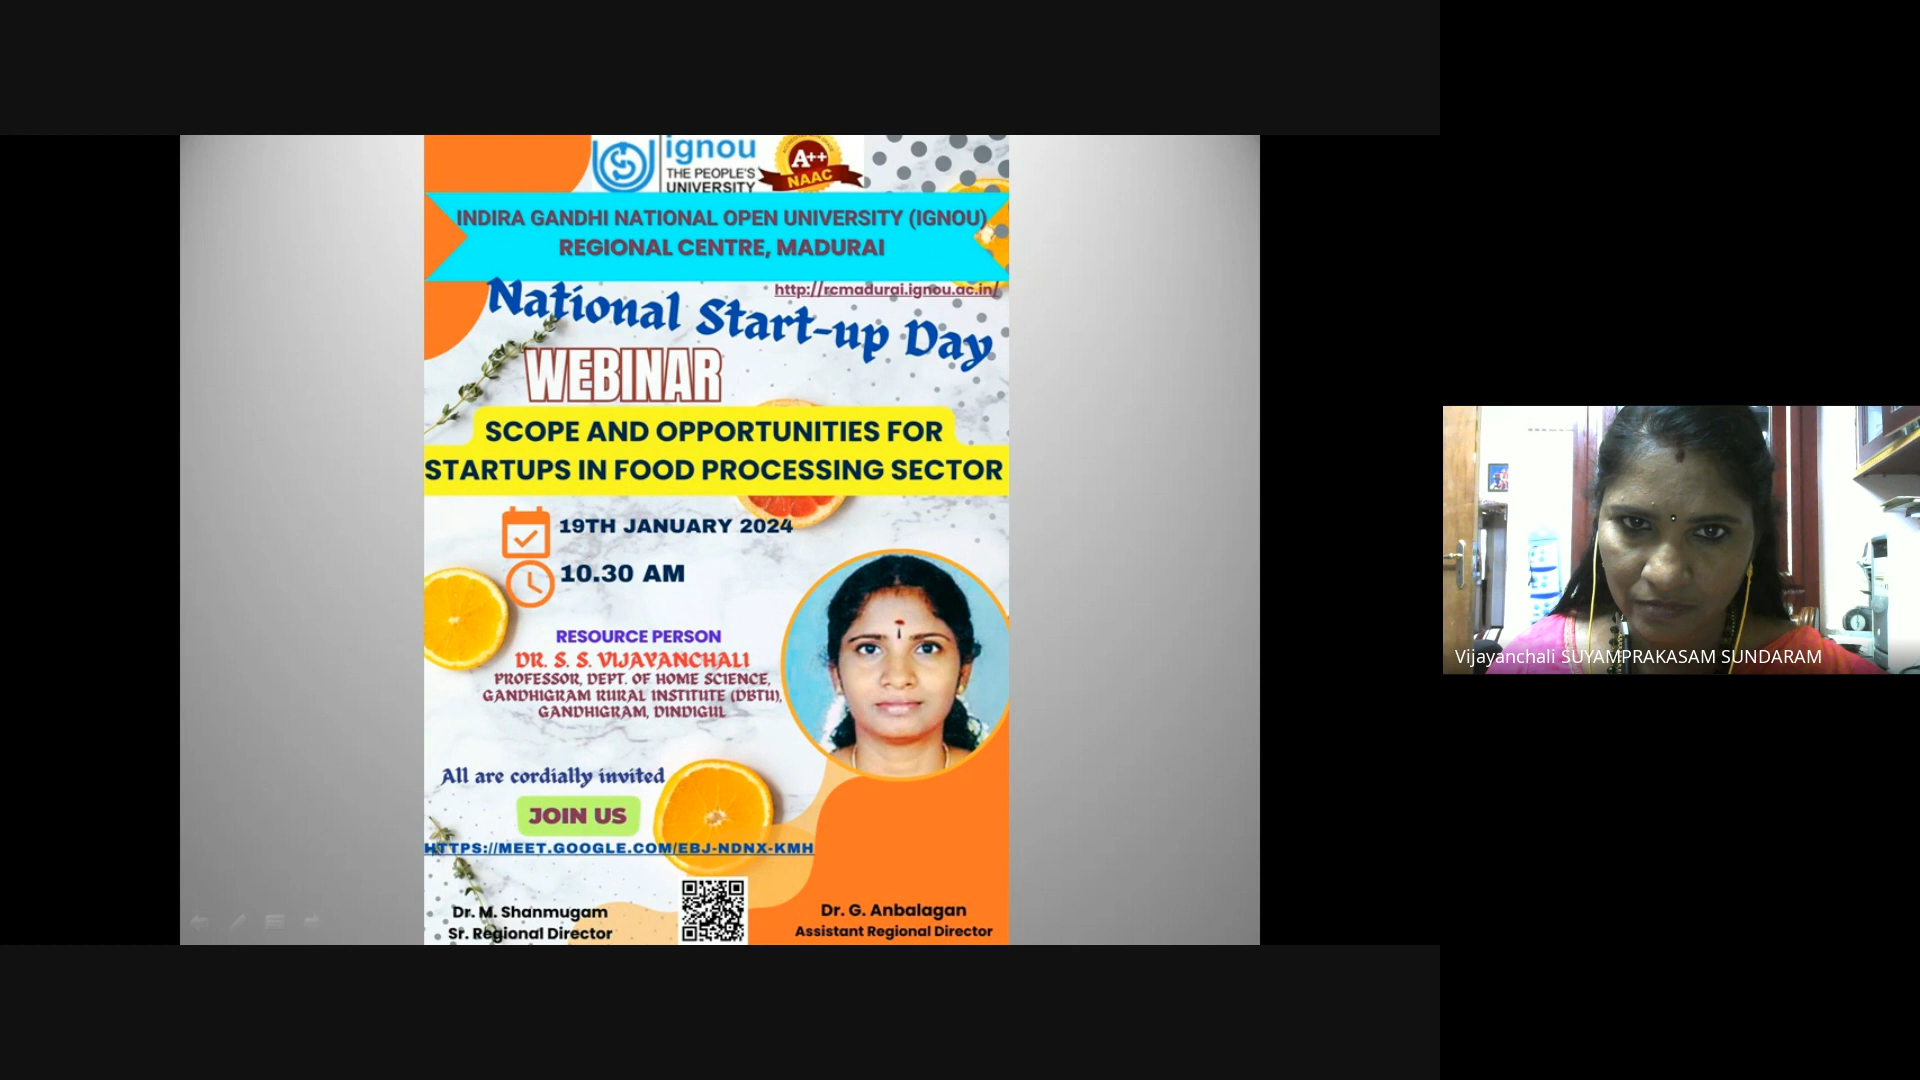 ignou
THE PEOPLE'S
UNIVERSITY
A++
NAAC
INDIRA GANDHI NATIONAL OPEN UNIVERSITY (IGNOU)
REGIONAL CENTRE, MADURAI
http://rcmadurai.ignou.ac.in/
National Start-up Day
WEBINAR
SCOPE AND OPPORTUNITIES FOR
STARTUPS IN FOOD PROCESSING SECTOR
19TH JANUARY 2024
10.30 AM
RESOURCE PERSON
DR. S. S. VIJAYANCHALI
PROFESSOR, DEPT. OF HOME SCIENCE,
GANDHIGRAM RURAL INSTITUTE (DBTU),
GANDHIGRAM, DINDIGUL
All are cordially invited
JOIN US
HTTPS://MEET.GOOGLE.COM/EBJ-NDNX-KMH
Dr. M. Shanmugam
Sr. Regional Director
Dr. G. Anbalagan
Assistant Regional Director
Vijayanchali SUYAMPRAKASAM SUNDARAM